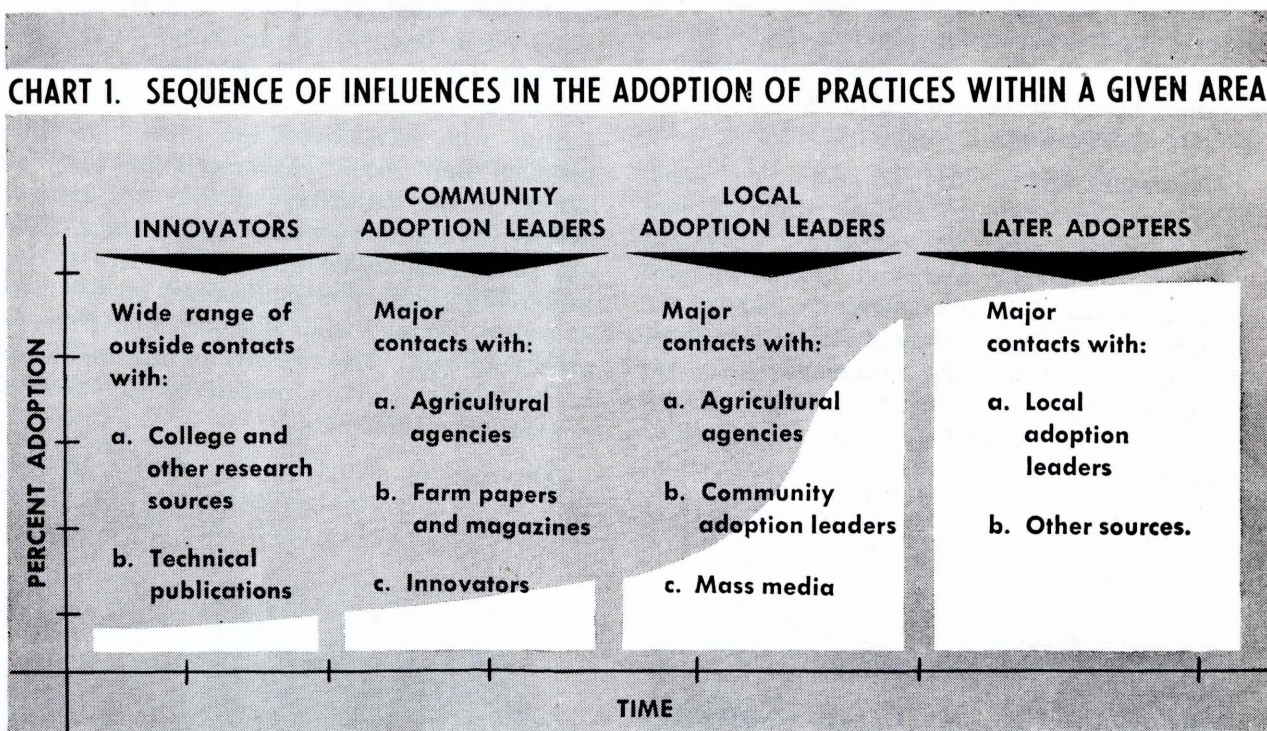 CHART 1. SEQUENCE OF INFLUENCES IN THE ADOPTION OF PRACTICES WITHIN A GIVEN AREA
INNOVATORS
Wide range of
outside contacts
with:
a. College and
other research
sources
b. Technical
publications
COMMUNITY
ADOPTION LEADERS
Major
contacts with:
a. Agricultural
agencies
b. Farm papers
and magazines
c. Innovators
LOCAL
ADOPTION LEADERS
Major
contacts with:
a. Agricultural
agencies
b. Community
adoption leaders
c. Mass media
LATER ADOPTERS
Major
contacts with:
a. Local
adoption
leaders
b. Other sources.
PERCENT ADOPTION
TIME